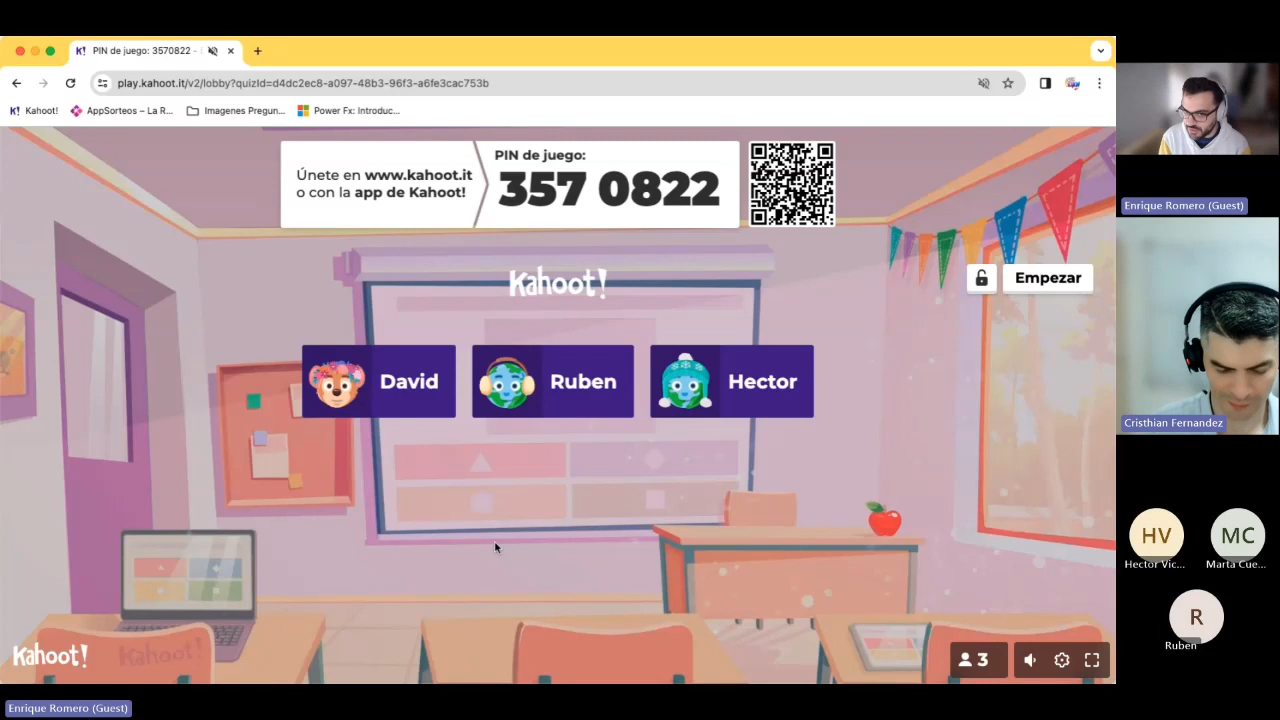 PIN de juego: 3570822 -
play.kahoot.it/v2/lobby?quizId=d4dc2ec8-a097-48b3-96f3-a6fe3cac753b
Kahoot!
AppSorteos – La R...
Imagenes Pregun...
Power Fx: Introduc...
Únete en www.kahoot.it
o con la app de Kahoot!
PIN de juego:
357 0822
Kahoot!
Empezar
David
Ruben
Hector
Kahoot!
Kahoot!
3
Enrique Romero (Guest)
Cristhian Fernandez
HV
Hector Vic...
MC
Marta Cue...
R
Ruben
Enrique Romero (Guest)